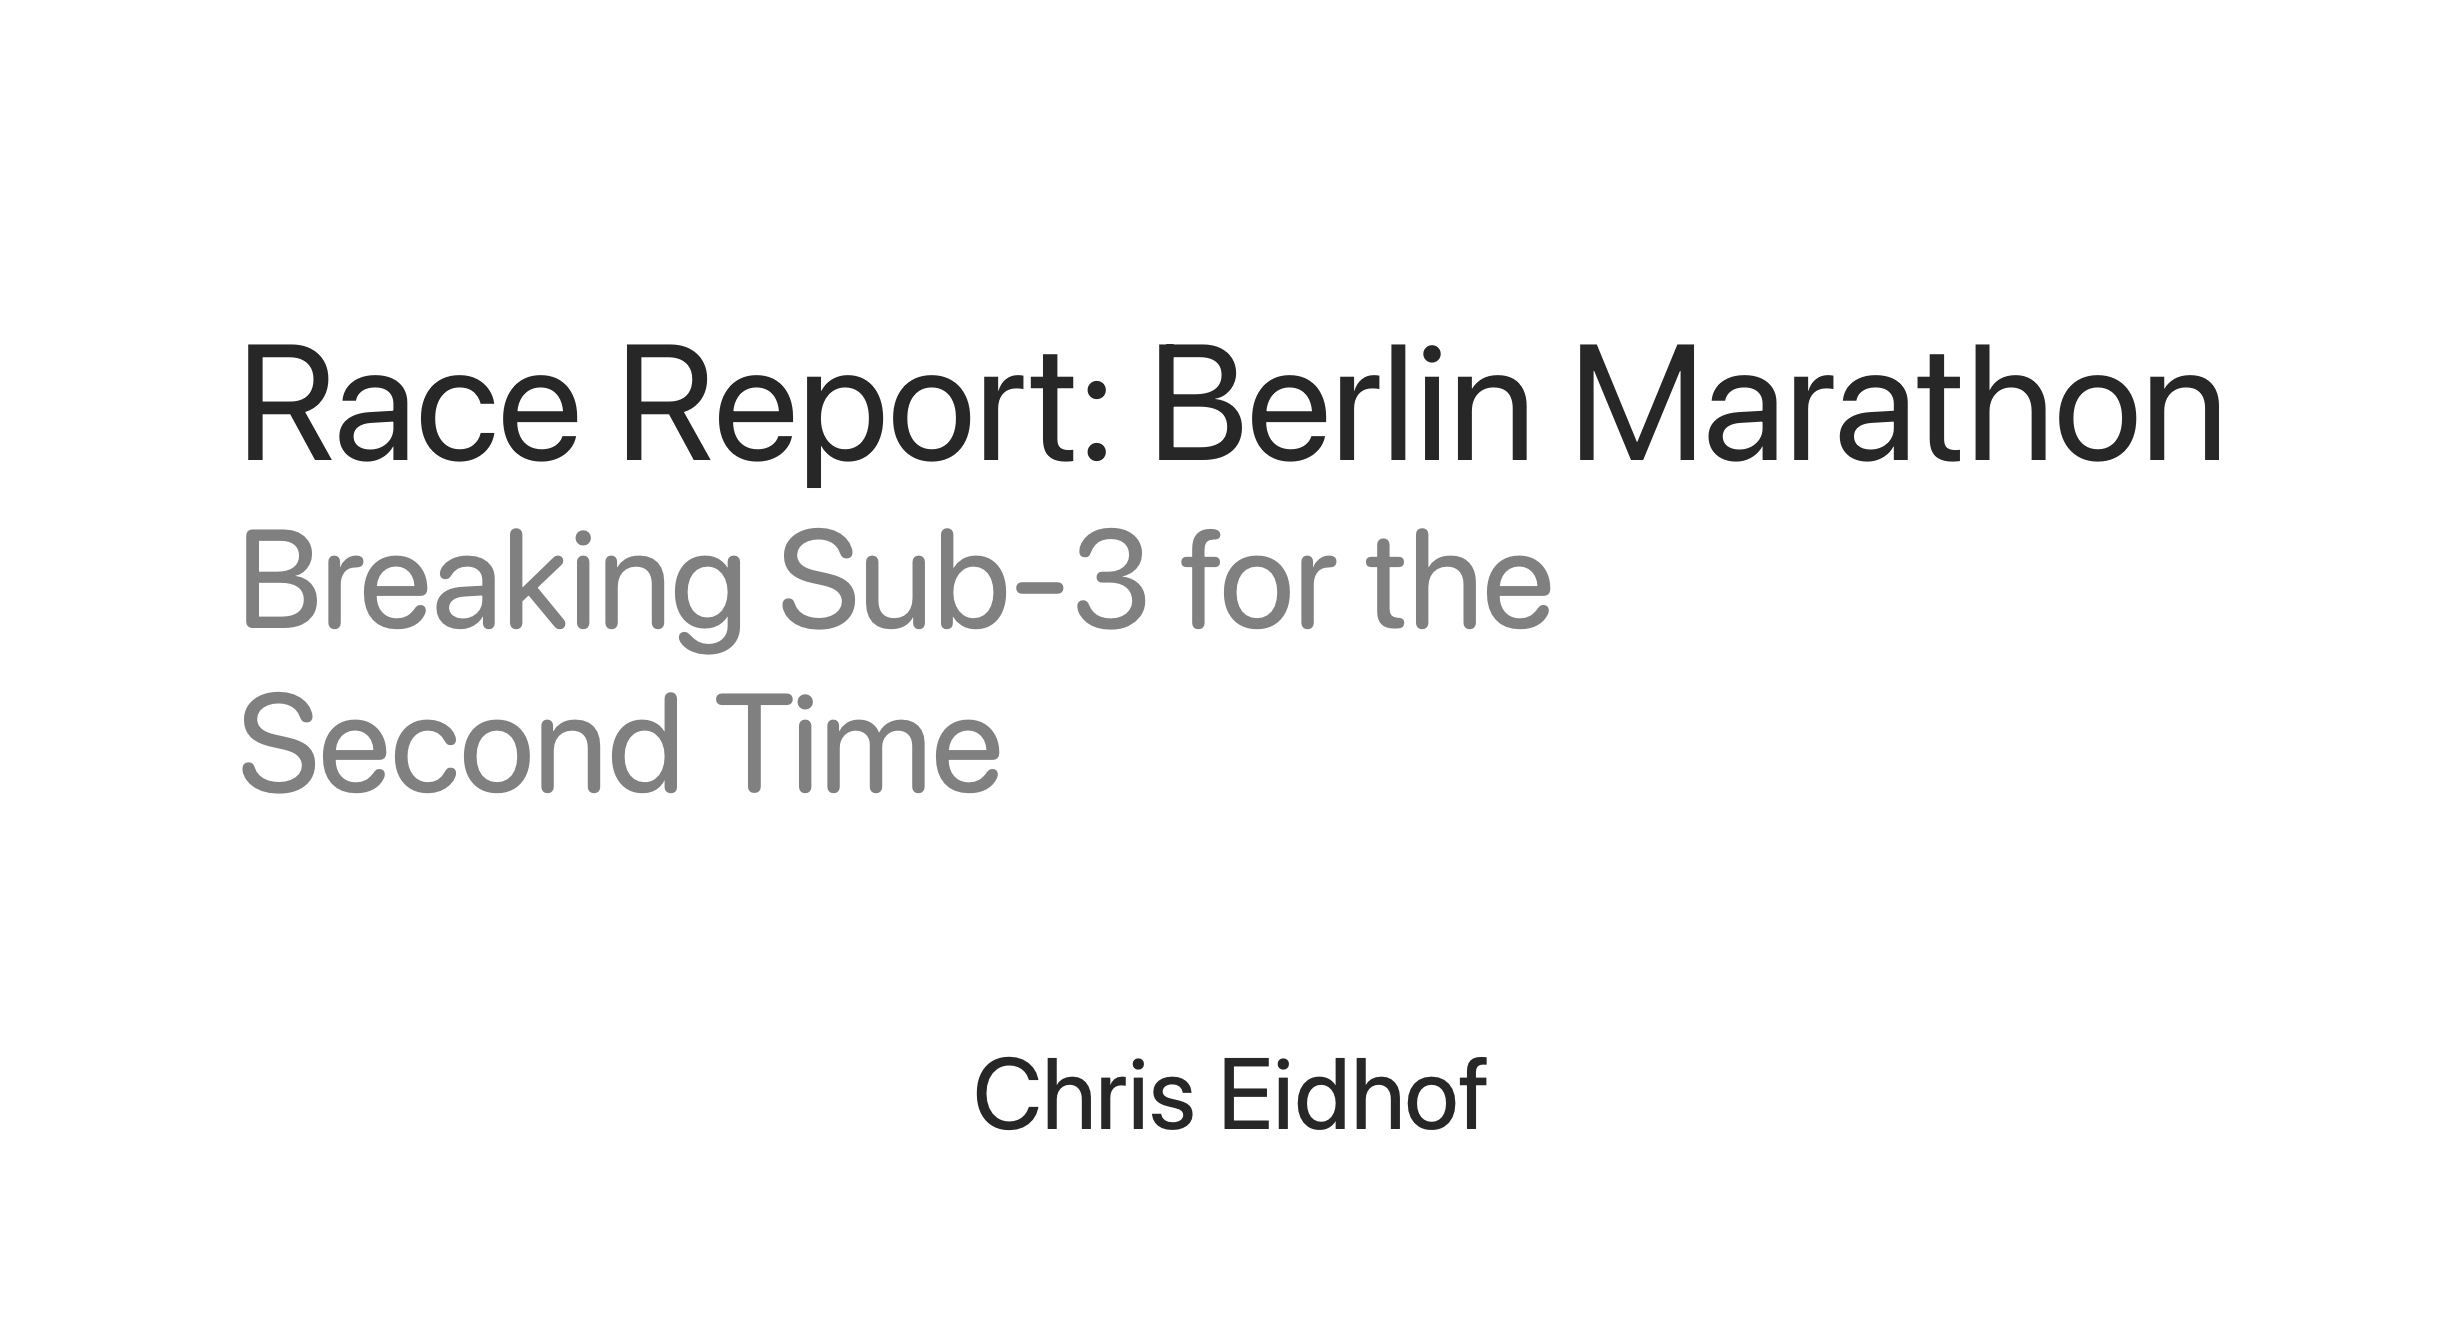 Race Report: Berlin Marathon
Breaking Sub-3 for the
Second Time
Chris Eidhof